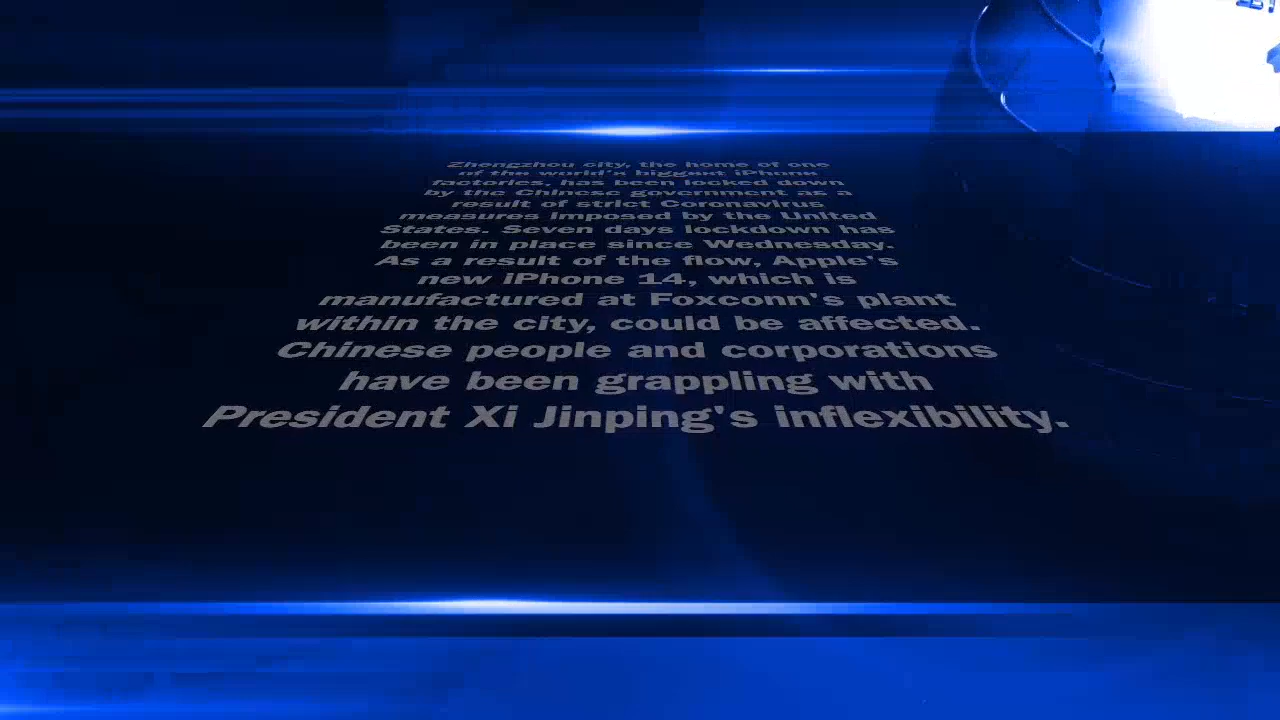 Zhengzhou city, the home of one
of the world's biggest iPhone
factories, has been locked down
by the Chinese government as a
result of strict Coronavirus
measures imposed by the United
States. Seven days lockdown has
been in place since Wednesday.
As a result of the flow, Apple's
new iPhone 14, which is
manufactured at Foxconn's plant
within the city, could be affected.
Chinese people and corporations
have been grappling with
President Xi Jinping's inflexibility.